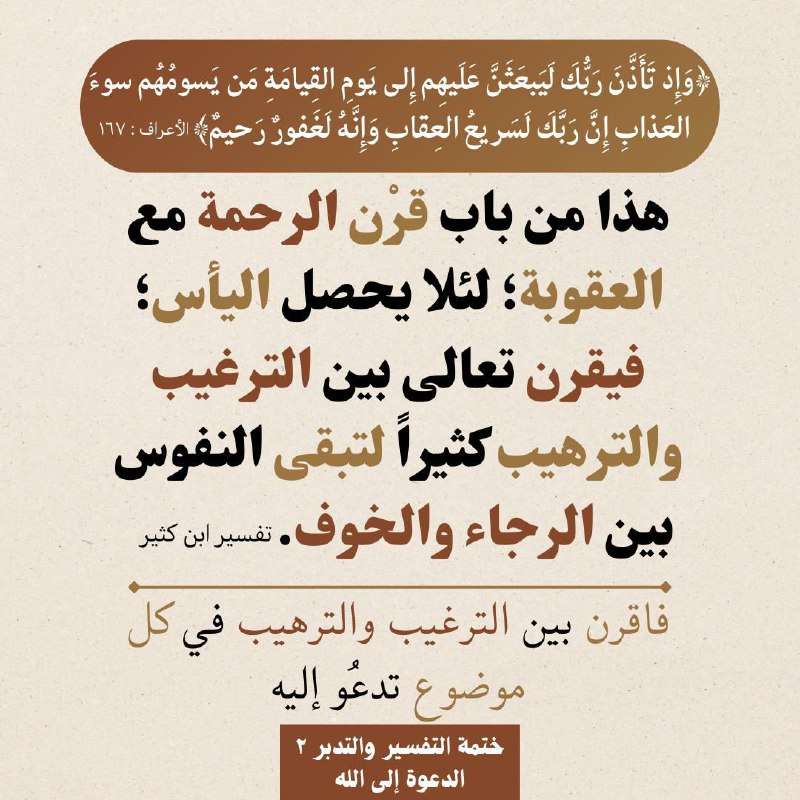 ﴿وَإِذ تَأَذَّنَ رَبُّكَ لَيَبعَثَنَّ عَلَيهِم إِلى يَومِ القِيامَةِ مَن يَسومُهُم سوءَ
العَذابِ إِنَّ رَبَّكَ لَسَريعُ العِقابِ وَإِنَّهُ لَغَفورٌ رَحيمٌ﴾ الأعراف : ١٦٧
هذا من باب قرْن الرحمة مع
العقوبة؛ لئلا يحصل اليأس؛
فيقرن تعالى بين الترغيب
والترهيب كثيراً لتبقى النفوس
بين الرجاء والخوف. تفسير ابن كثير
فاقرن بين الترغيب والترهيب في كل
موضوع تدعُو إليه
ختمة التفسير والتدبر ٢
الدعوة إلى الله